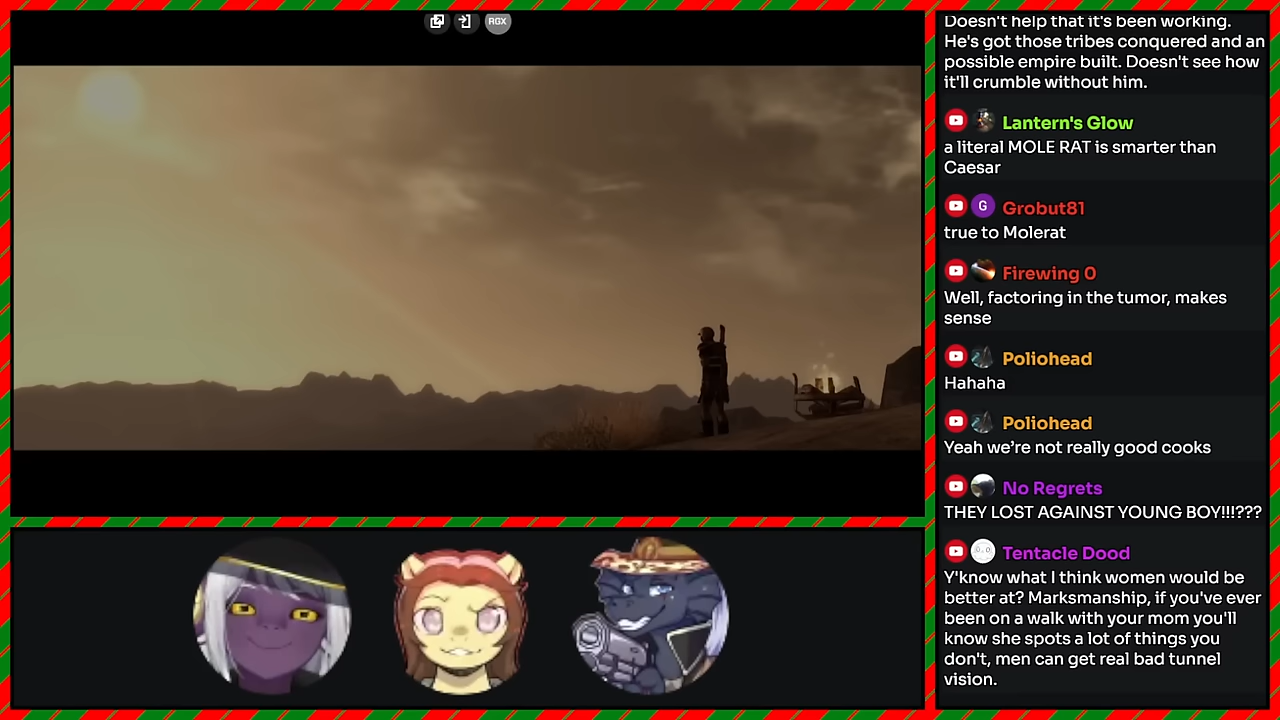 RGX
Doesn't help that it's been working.
He's got those tribes conquered and an
possible empire built. Doesn't see how
it'll crumble without him.
Lantern's Glow
a literal MOLE RAT is smarter than
Caesar
G Grobut81
true to Molerat
Firewing 0
Well, factoring in the tumor, makes
sense
Poliohead
Hahaha
Poliohead
Yeah we’re not really good cooks
No Regrets
THEY LOST AGAINST YOUNG BOY!!!???
Tentacle Dood
Y'know what I think women would be
better at? Marksmanship, if you've ever
been on a walk with your mom you'll
know she spots a lot of things you
don't, men can get real bad tunnel
vision.